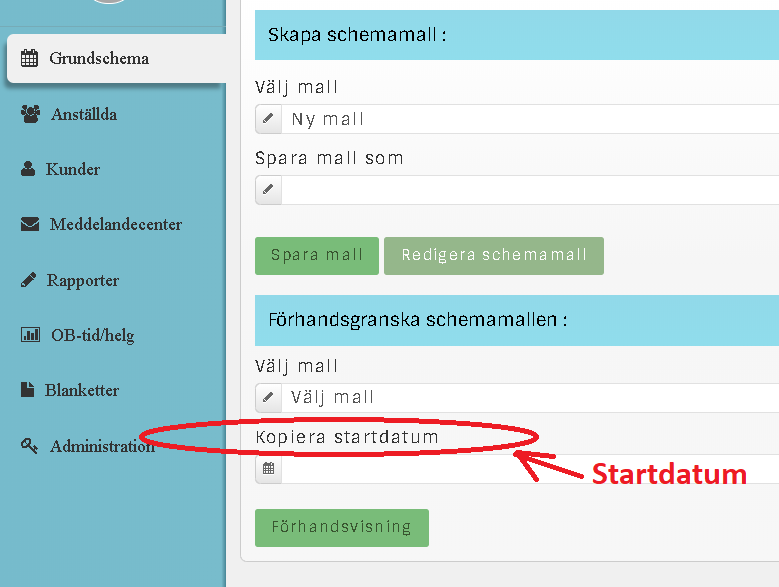 Grundschema
Anställda
Kunder
Meddelandecenter
Rapporter
OB-tid/helg
Blanketter
Administration
Skapa schemamall :
Välj mall
Ny mall
Spara mall som
Spara mall
Redigera schemamall
Förhandsgranska schemamallen :
Välj mall
Välj mall
Kopiera startdatum
Startdatum
Förhandsvisning